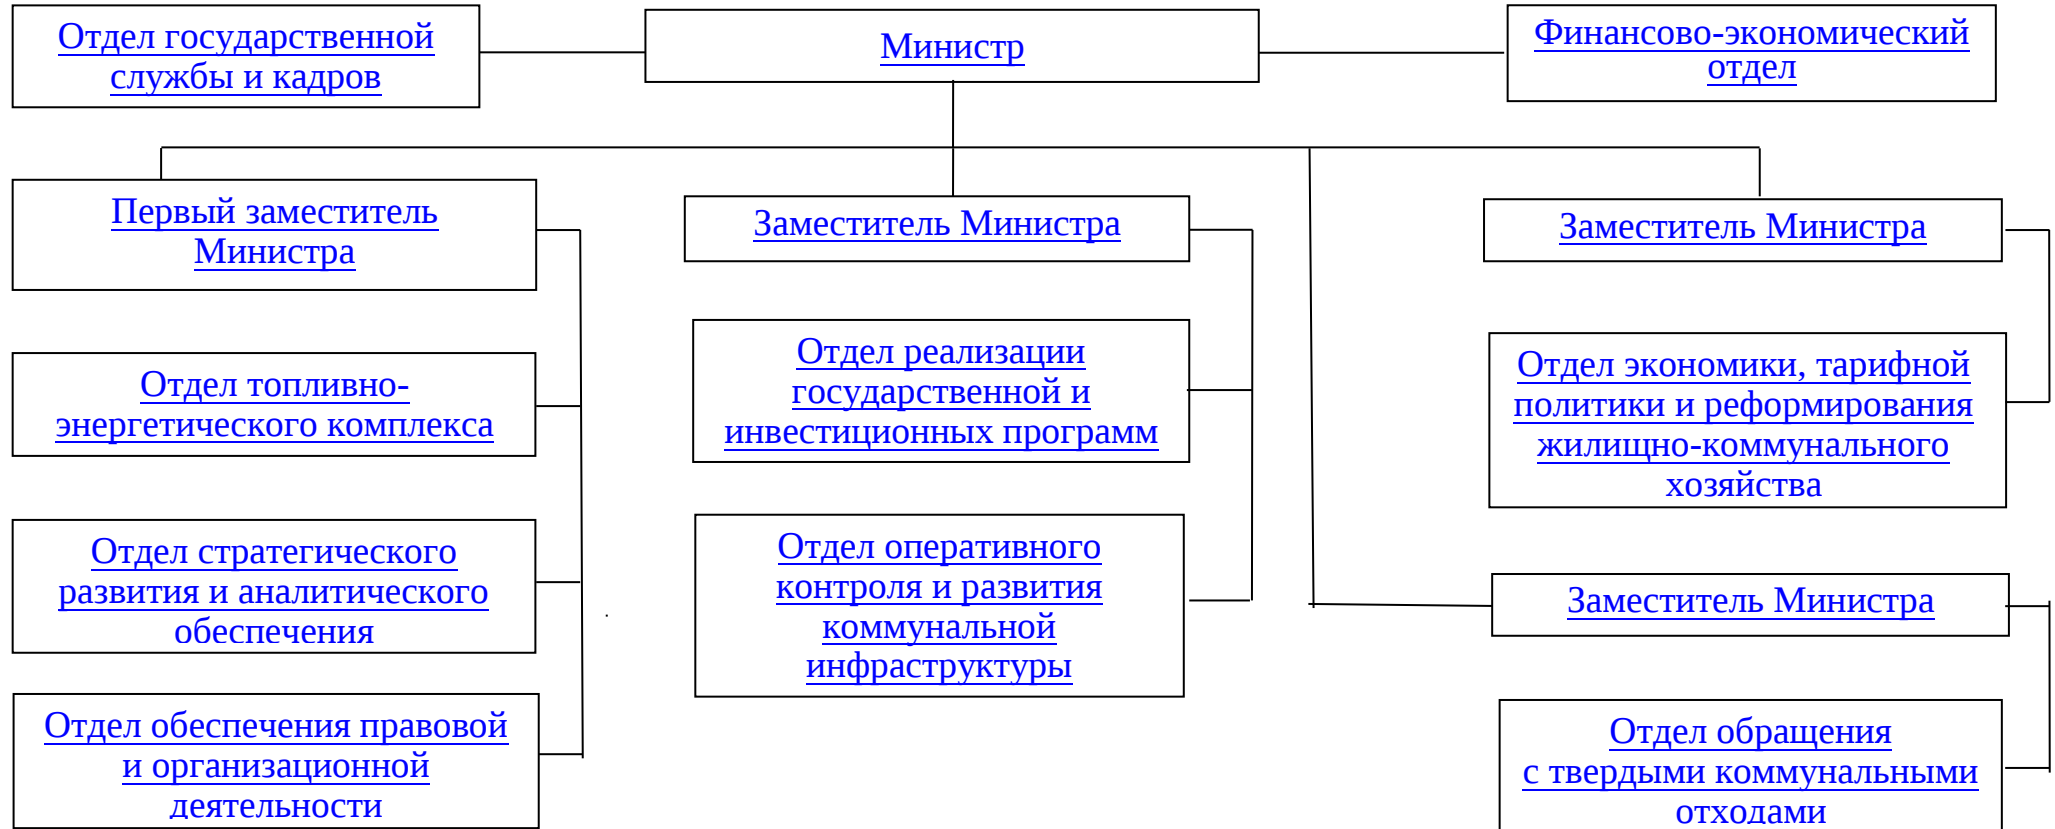 Отдел государственной
службы и кадров
Министр
Финансово-экономический
отдел
Первый заместитель
Министра
Заместитель Министра
Заместитель Министра
Отдел топливно-
энергетического комплекса
Отдел реализации
государственной и
инвестиционных программ
Отдел экономики, тарифной
политики и реформирования
жилищно-коммунального
хозяйства
Отдел стратегического
развития и аналитического
обеспечения
Отдел оперативного
контроля и развития
коммунальной
инфраструктуры
Заместитель Министра
Отдел обеспечения правовой
и организационной
деятельности
Отдел обращения
с твердыми коммунальными
отходами